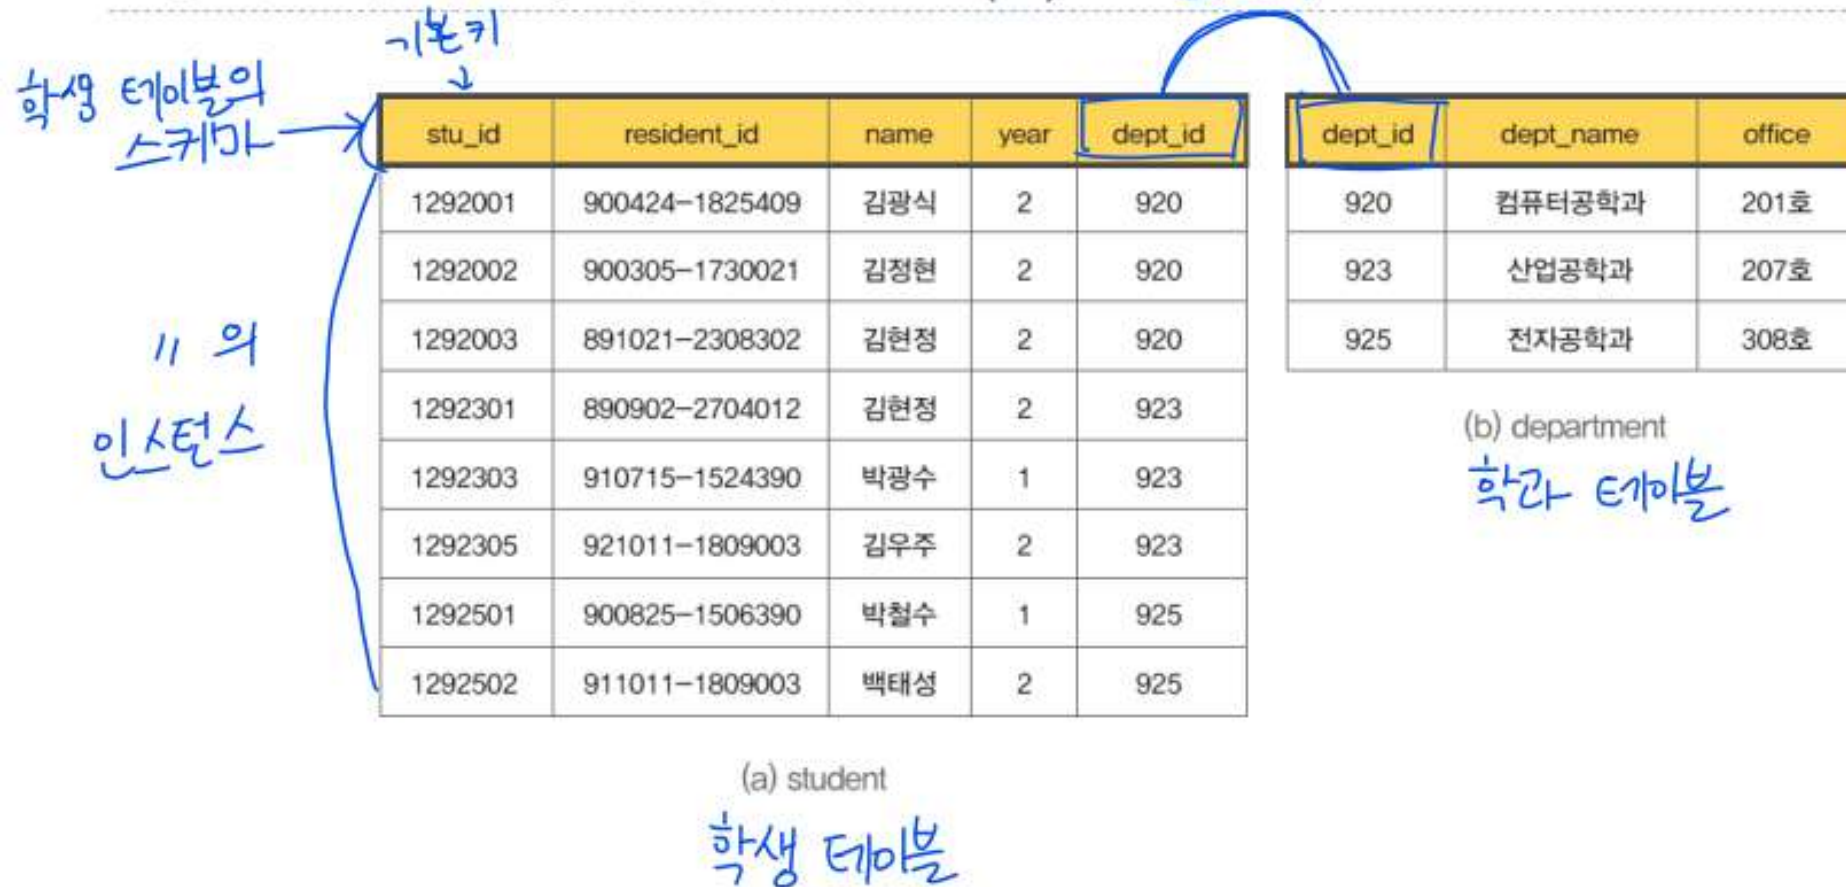 기본키
학생 테이블의
스키마
stu_id resident_id name year dept_id
1292001 900424-1825409 김광식 2 920
1292002 900305-1730021 김정현 2 920
1292003 891021-2308302 김현정 2 920
1292301 890902-2704012 김현정 2 923
1292303 910715-1524390 박광수 1 923
1292305 921011-1809003 김우주 2 923
1292501 900825-1506390 박철수 1 925
1292502 911011-1809003 백태성 2 925
〃 의
인스턴스
(a) student
학생 테이블
dept_id dept_name office
920 컴퓨터공학과 201호
923 산업공학과 207호
925 전자공학과 308호
(b) department
학과 테이블